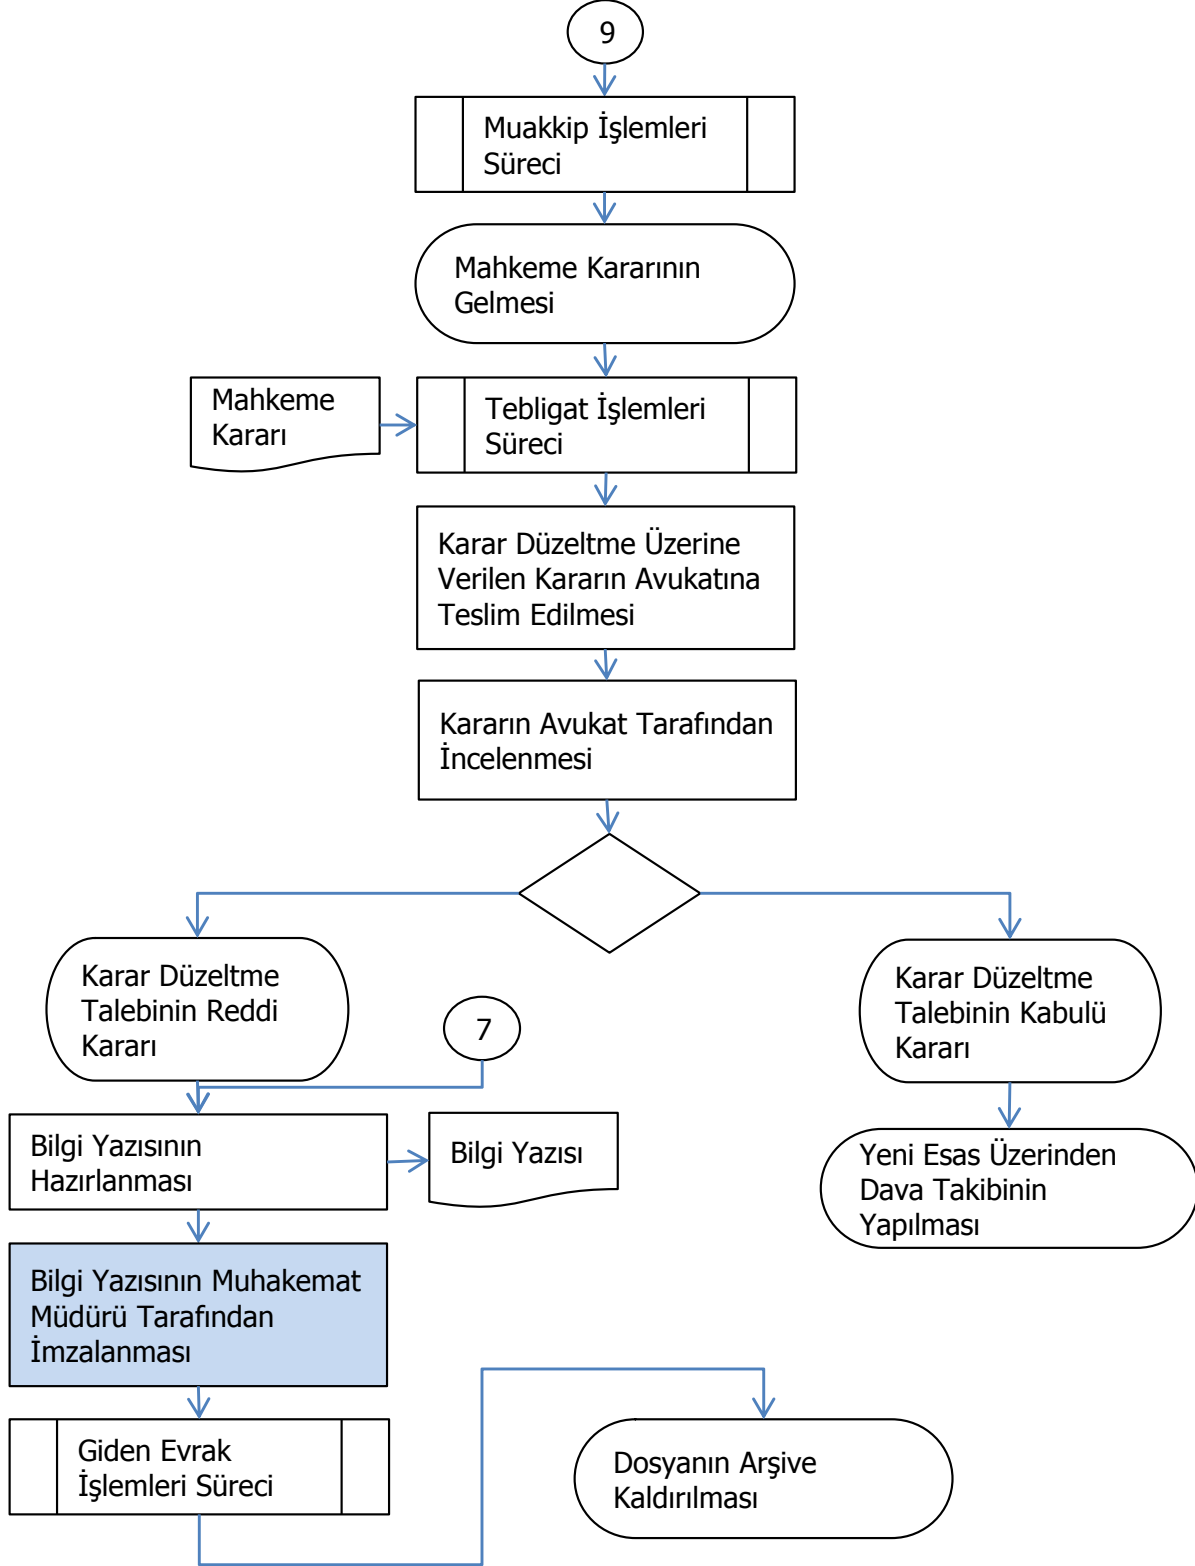 9
Muakkip İşlemleri
Süreci
Mahkeme Kararının
Gelmesi
Mahkeme
Kararı
Tebligat İşlemleri
Süreci
Karar Düzeltme Üzerine
Verilen Kararın Avukatına
Teslim Edilmesi
Kararın Avukat Tarafından
İncelenmesi
Karar Düzeltme
Talebinin Reddi
Kararı
Karar Düzeltme
Talebinin Kabulü
Kararı
7
Bilgi Yazısının
Hazırlanması
Bilgi Yazısı
Yeni Esas Üzerinden
Dava Takibinin
Yapılması
Bilgi Yazısının Muhakemat
Müdürü Tarafından
İmzalanması
Giden Evrak
İşlemleri Süreci
Dosyanın Arşive
Kaldırılması